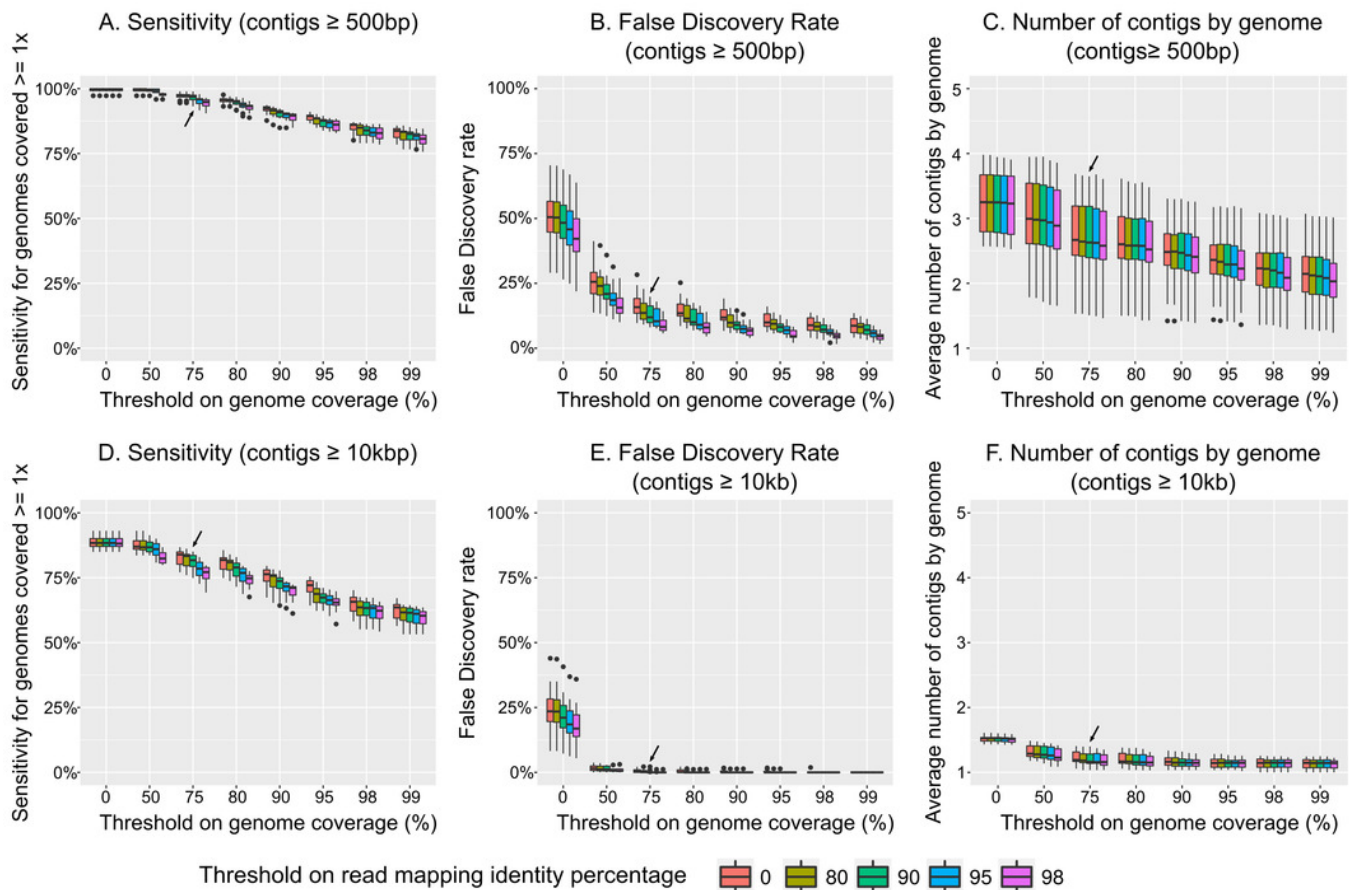 A. Sensitivity (contigs ≥ 500bp)
Sensitivity for genomes covered >= 1x
100%
75%
50%
25%
0%
0 50 75 80 90 95 98 99
Threshold on genome coverage (%)
B. False Discovery Rate
(contigs ≥ 500bp)
False Discovery rate
100%
75%
50%
25%
0%
0 50 75 80 90 95 98 99
Threshold on genome coverage (%)
C. Number of contigs by genome
(contigs≥ 500bp)
Average number of contigs by genome
5
4
3
2
1
0 50 75 80 90 95 98 99
Threshold on genome coverage (%)
D. Sensitivity (contigs ≥ 10kbp)
Sensitivity for genomes covered >= 1x
100%
75%
50%
25%
0%
0 50 75 80 90 95 98 99
Threshold on genome coverage (%)
E. False Discovery Rate
(contigs ≥ 10kb)
False Discovery rate
100%
75%
50%
25%
0%
0 50 75 80 90 95 98 99
Threshold on genome coverage (%)
F. Number of contigs by genome
(contigs ≥ 10kb)
Average number of contigs by genome
5
4
3
2
1
0 50 75 80 90 95 98 99
Threshold on genome coverage (%)
Threshold on read mapping identity percentage 0 80 90 95 98